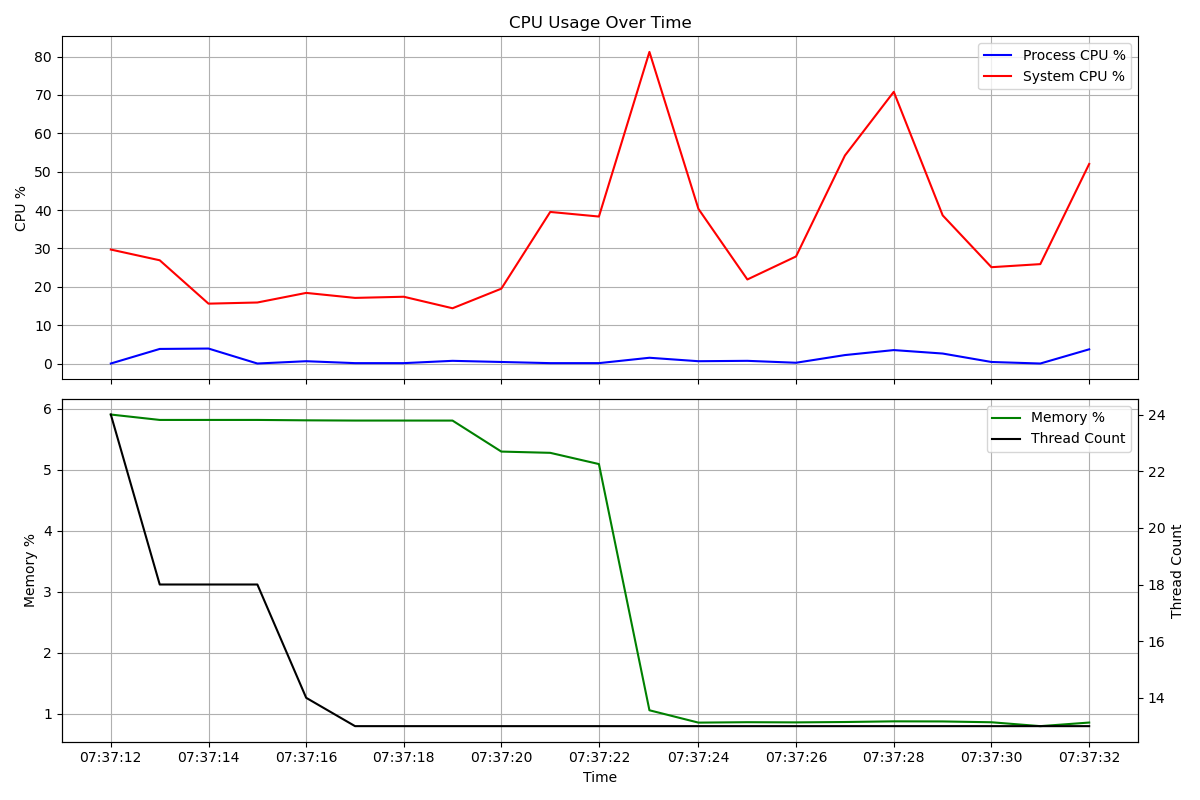 CPU Usage Over Time
80
70
60
50
40
30
20
10
0
CPU %
Process CPU %
System CPU %
6
5
4
3
2
1
Memory %
Memory %
Thread Count
24
22
20
18
16
14
Thread Count
07:37:12 07:37:14 07:37:16 07:37:18 07:37:20 07:37:22 07:37:24 07:37:26 07:37:28 07:37:30 07:37:32
Time